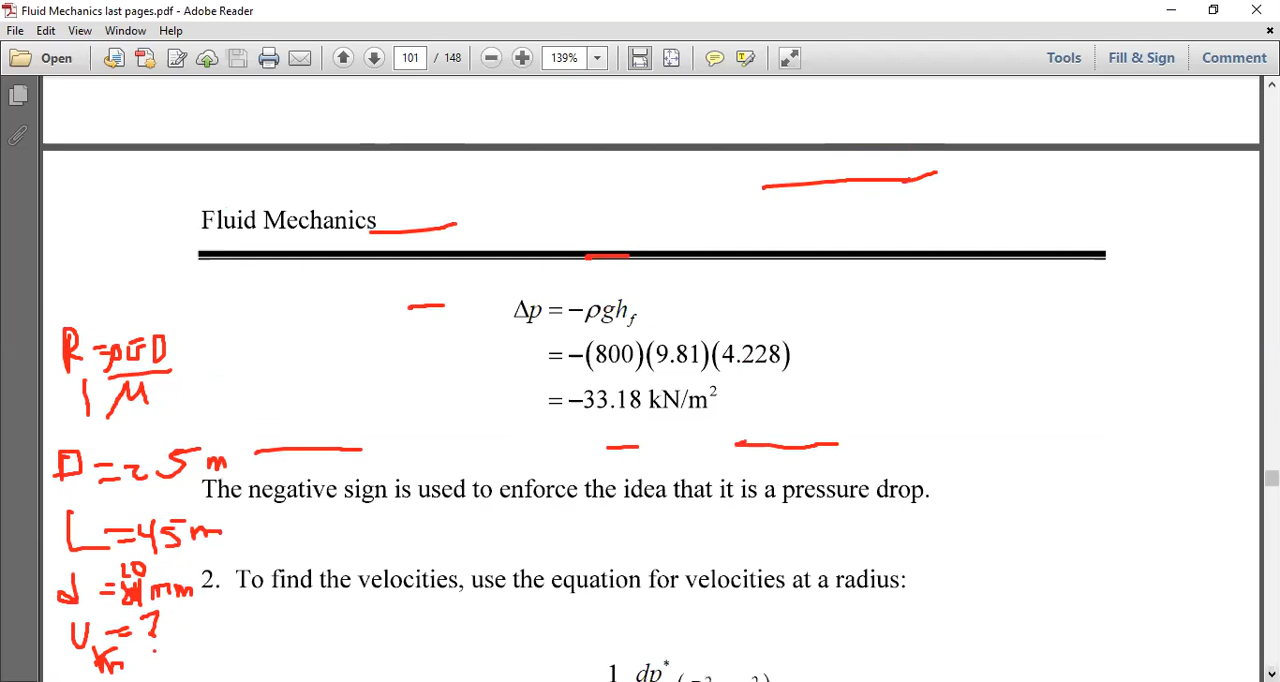 Fluid Mechanics last pages.pdf - Adobe Reader
File Edit View Window Help
Open 101 / 148 139% Tools Fill & Sign Comment
Fluid Mechanics
Δp = −ρgh_f
= −(800)(9.81)(4.228)
= −33.18 kN/m²
R = ρ D
μ
D = 25 m
The negative sign is used to enforce the idea that it is a pressure drop.
L = 45 m
d = 20 mm
2. To find the velocities, use the equation for velocities at a radius:
U = ?
1 dp*